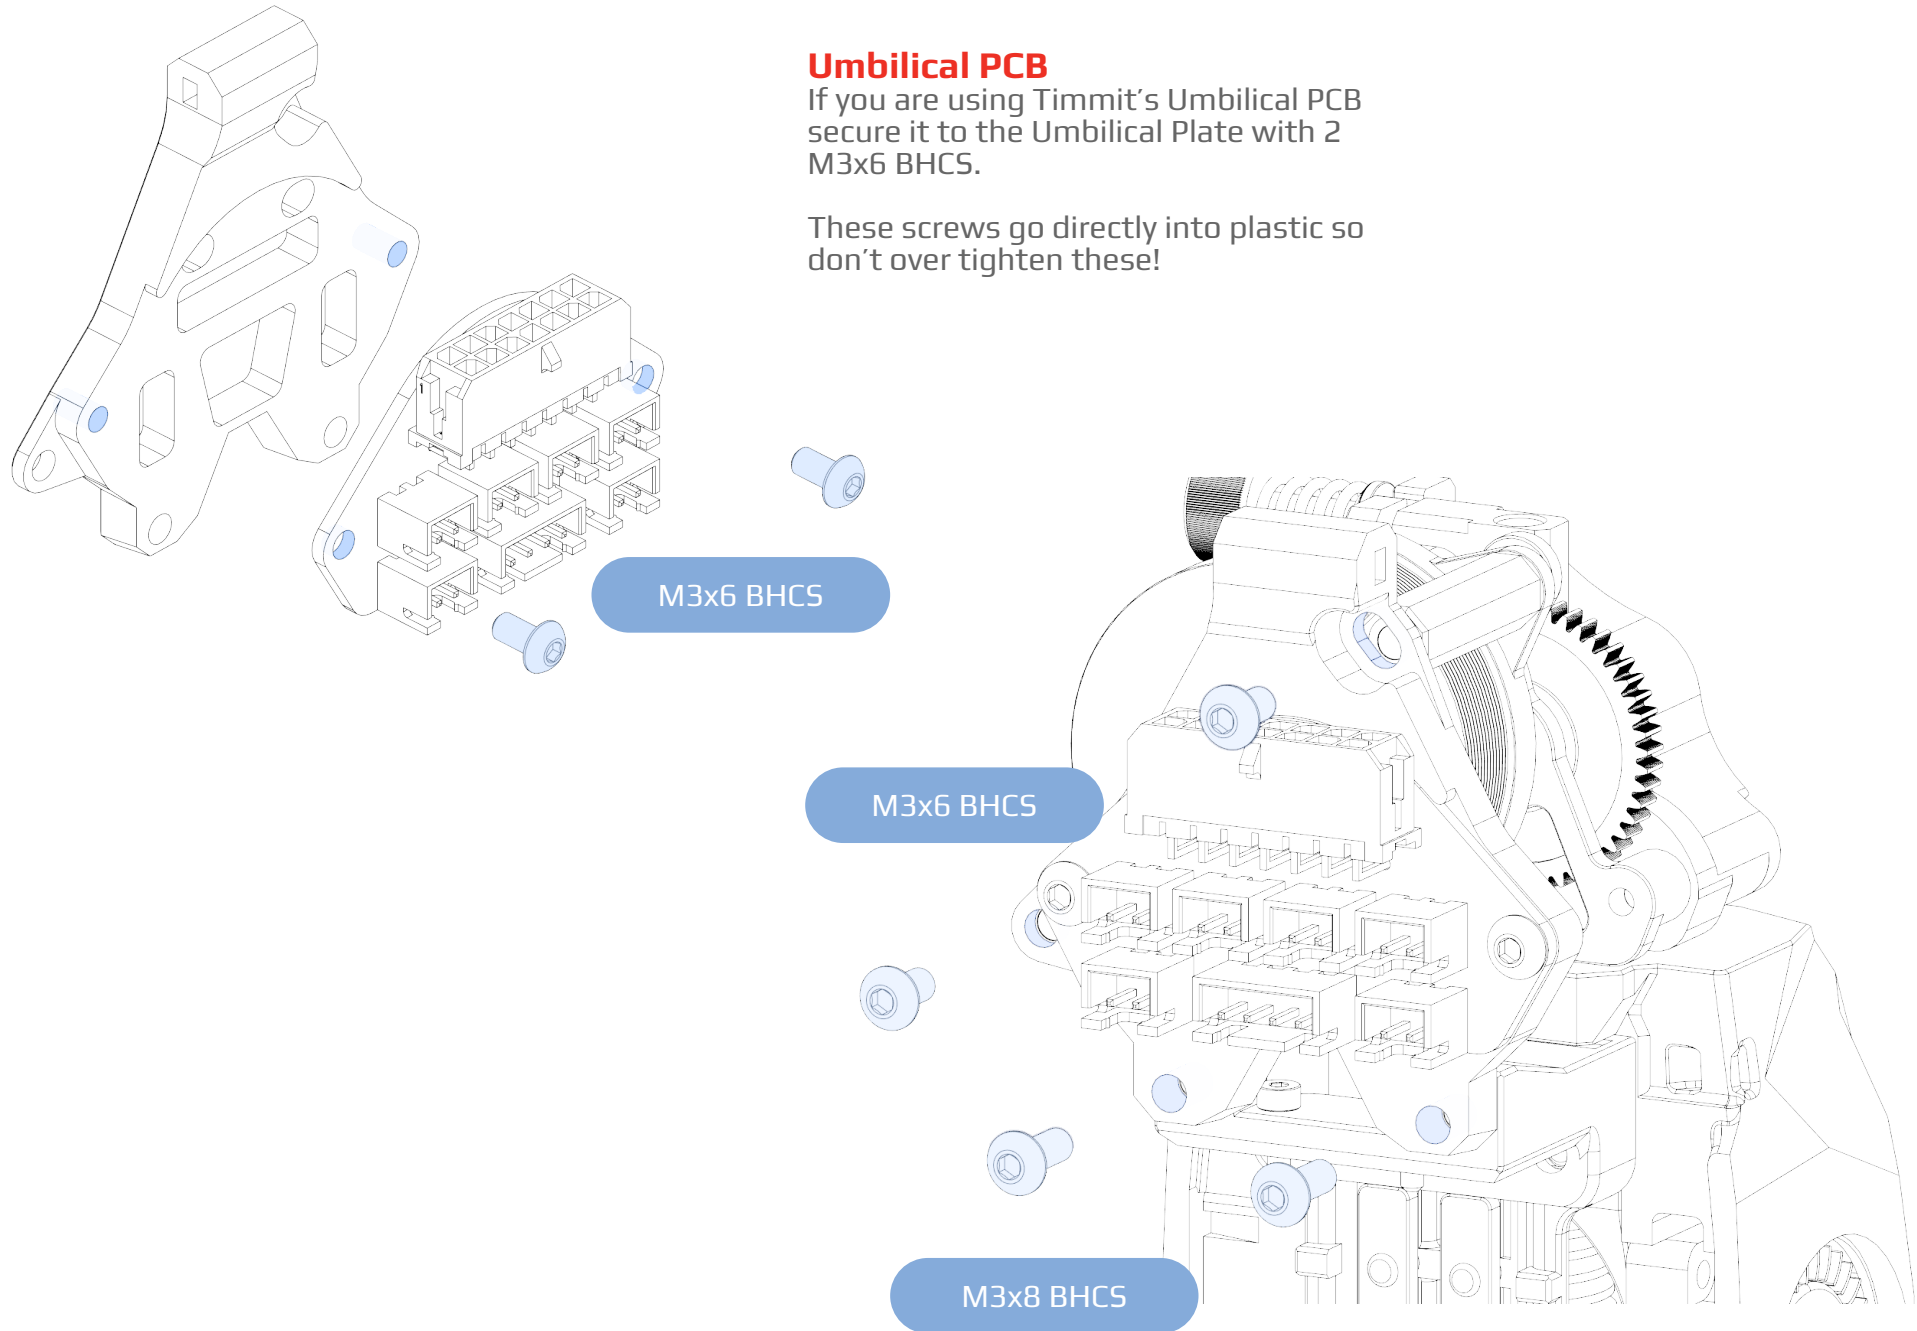 Umbilical PCB
If you are using Timmit’s Umbilical PCB
secure it to the Umbilical Plate with 2
M3x6 BHCS.
These screws go directly into plastic so
don’t over tighten these!
M3x6 BHCS
M3x6 BHCS
M3x8 BHCS